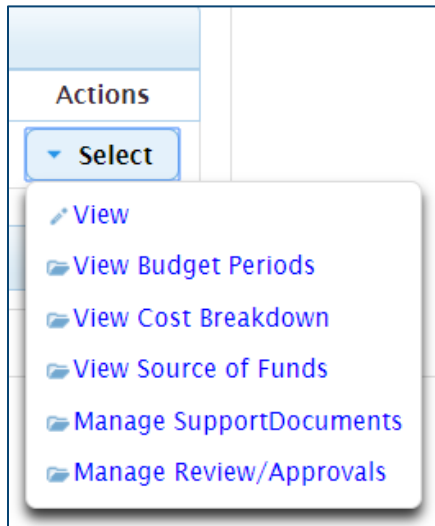 Actions
Select
View
View Budget Periods
View Cost Breakdown
View Source of Funds
Manage SupportDocuments
Manage Review/Approvals